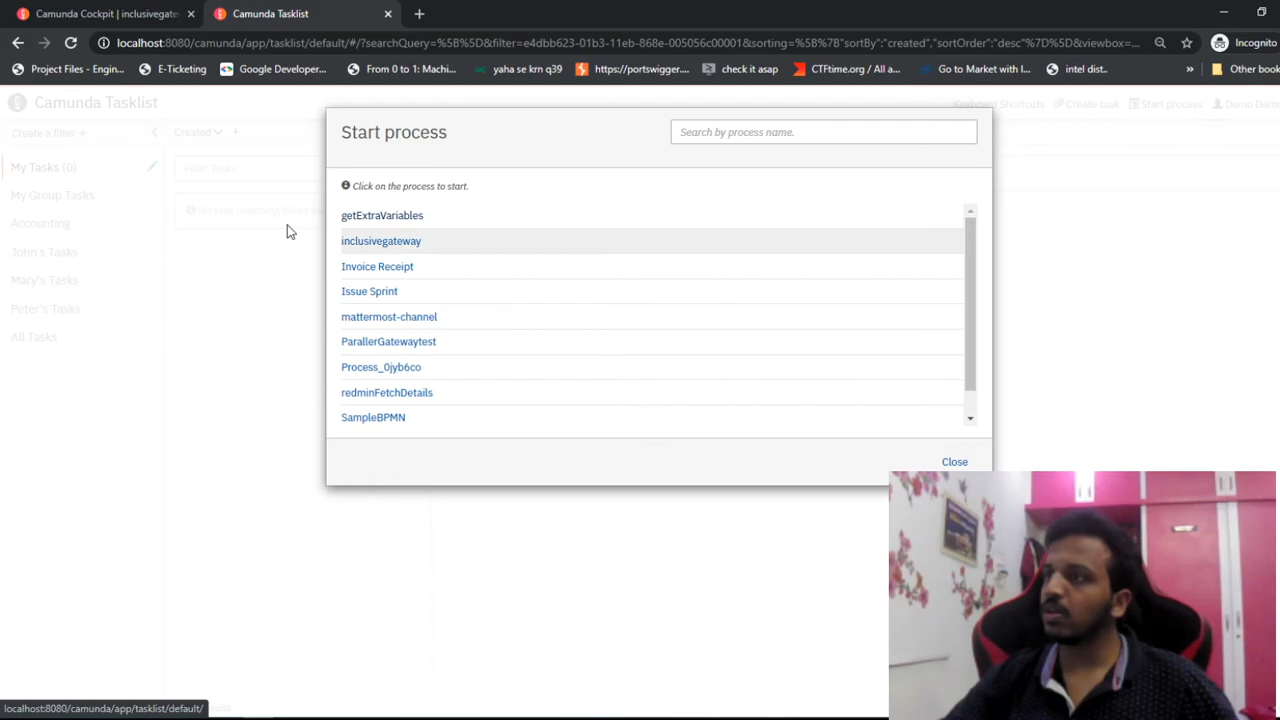 Camunda Cockpit | inclusivegate
Camunda Tasklist
localhost:8080/camunda/app/tasklist/default/#/?searchQuery=%5B%5D&filter=e4dbb623-01b3-11eb-868e-005056c00001&sorting=%5B%7B"sortBy":"created","sortOrder":"desc"%7D%5D&viewbox=...
Incognito
Project Files - Engin... E-Ticketing Google Developer... From 0 to 1: Machi... yaha se krn q39 https://portswigger.... check it asap CTFtime.org / All a... Go to Market with I... intel dist.. » Other book
Camunda Tasklist
Keyboard Shortcuts Create task Start process Demo Demo
Create a filter +
Created +
My Tasks (0)
Filter Tasks
My Group Tasks
Accounting
John's Tasks
Mary's Tasks
Peter's Tasks
All Tasks
Start process
Search by process name.
Click on the process to start.
getExtraVariables
inclusivegateway
Invoice Receipt
Issue Sprint
mattermost-channel
ParallerGatewaytest
Process_0jyb6co
redminFetchDetails
SampleBPMN
Close
localhost:8080/camunda/app/tasklist/default/